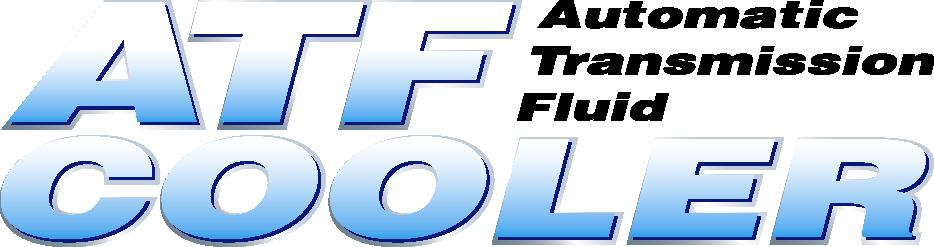 ATF
Automatic
Transmission
Fluid
COOLER